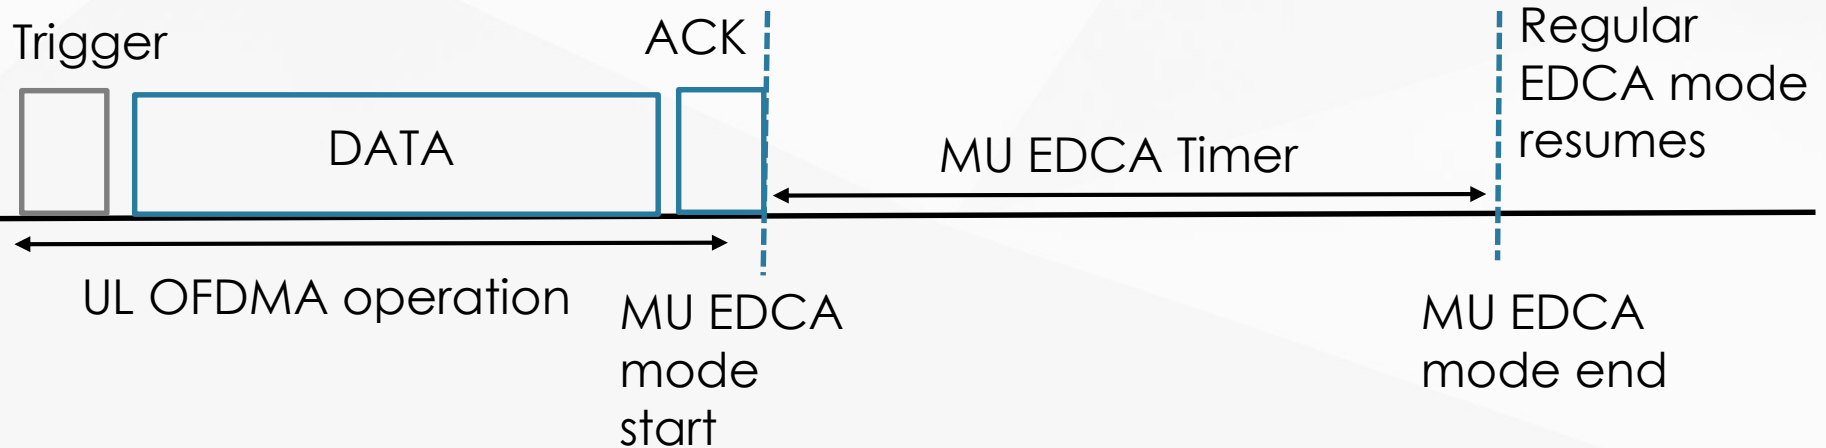 Trigger
DATA
ACK
MU EDCA Timer
Regular
EDCA mode
resumes
UL OFDMA operation
MU EDCA
mode
start
MU EDCA
mode end